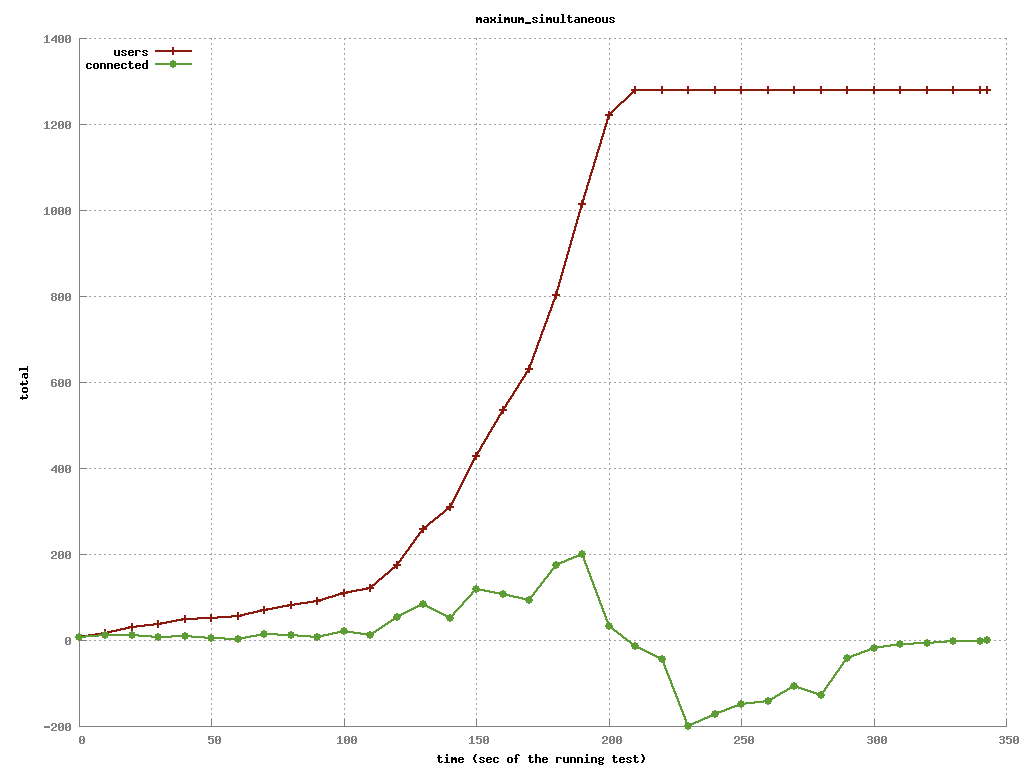 maximum_simultaneous
1400
users
connected
1200
1000
800
600
total
400
200
0
-200
0 50 100 150 200 250 300 350
time (sec of the running test)